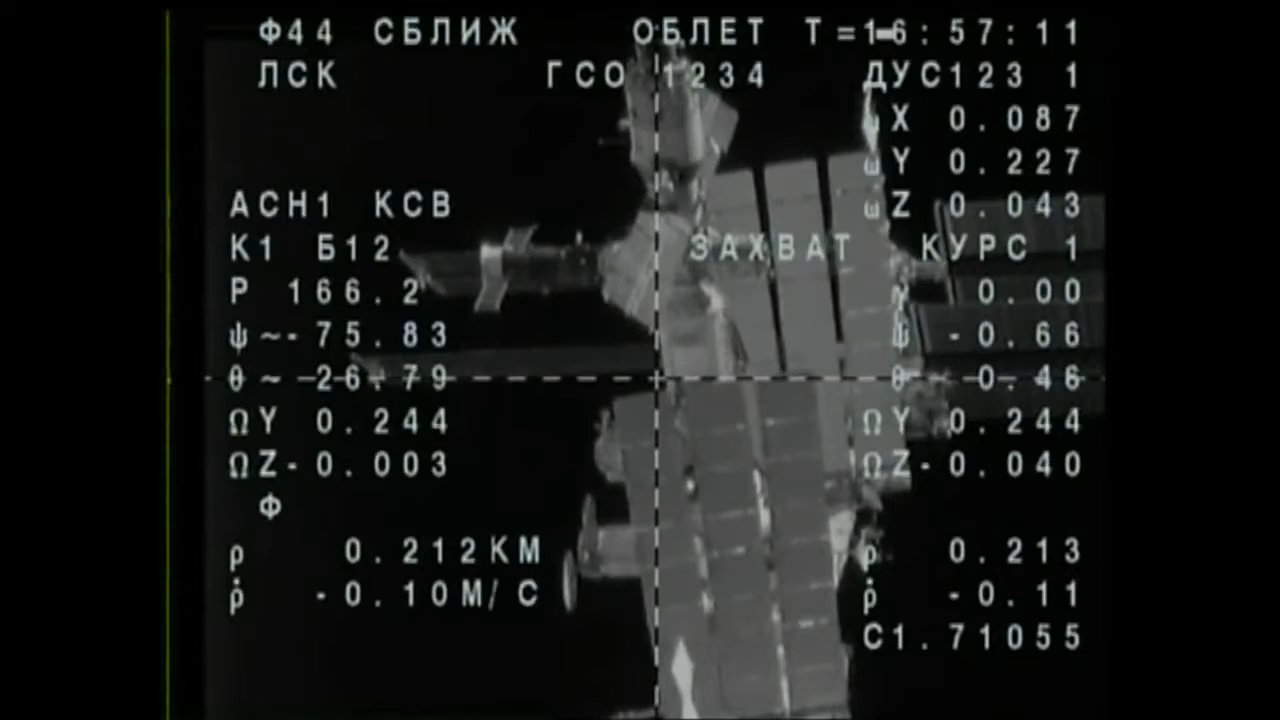 Ф44 СБЛИЖ ОБЛЕТ T=16:57:11
ЛСК ГСО 1234 ДУС123 1
ωX 0.087
ωY 0.227
АСН1 КСВ ωZ 0.043
К1 Б12 ЗАХВАТ КУРС 1
P 166.2 0.00
ψ~-75.83 ψ -0.66
θ~-26.79 θ -0.46
ΩY 0.244 ΩY 0.244
ΩZ-0.003 ΩZ-0.040
Ф
ρ 0.212КМ ρ 0.213
ρ̇ -0.10М/С ρ̇ -0.11
С1.71055